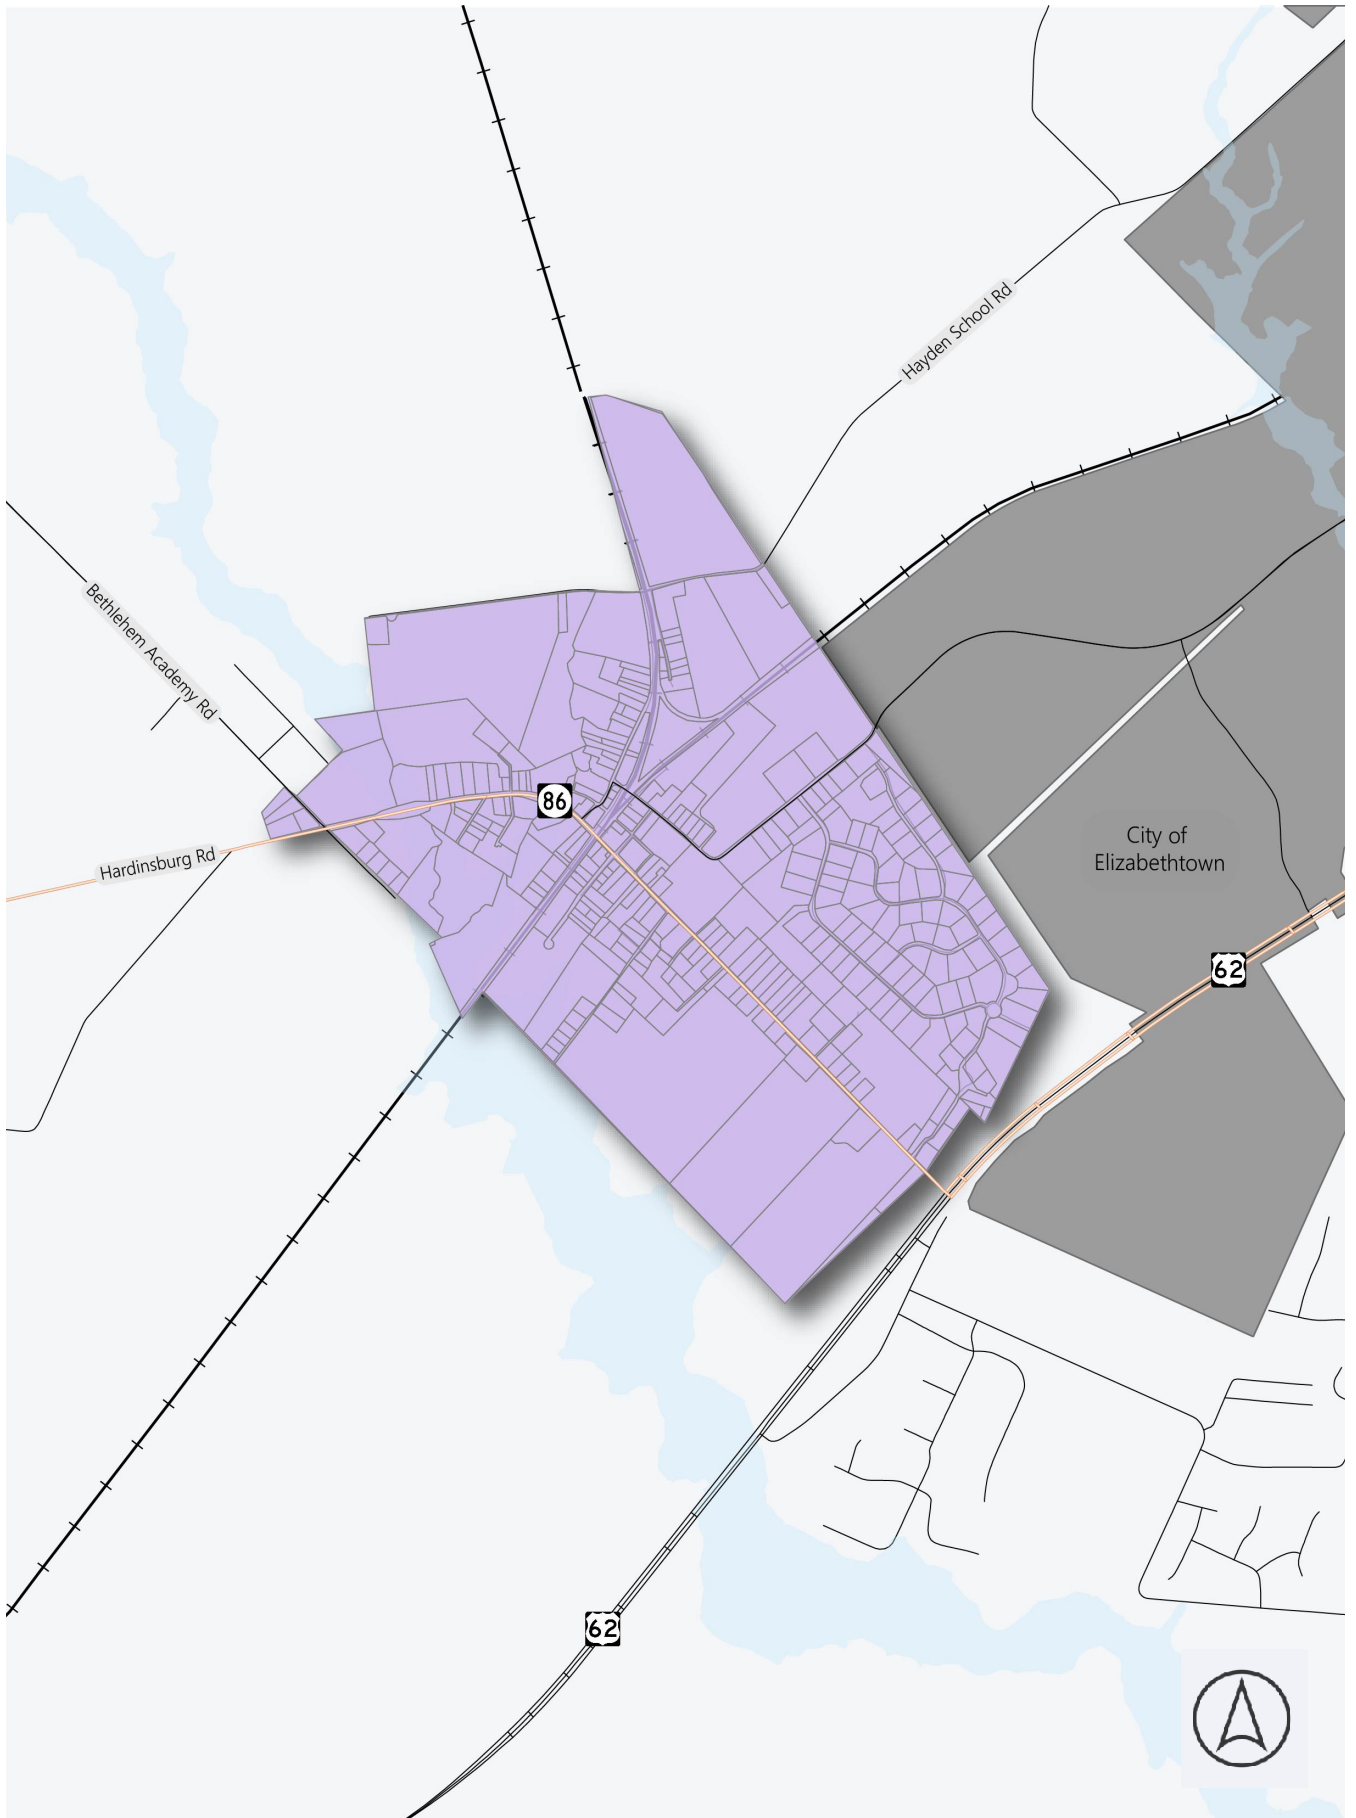 Hayden School Rd
Bethlehem Academy Rd
86
City of
Elizabethtown
Hardinsburg Rd
62
62